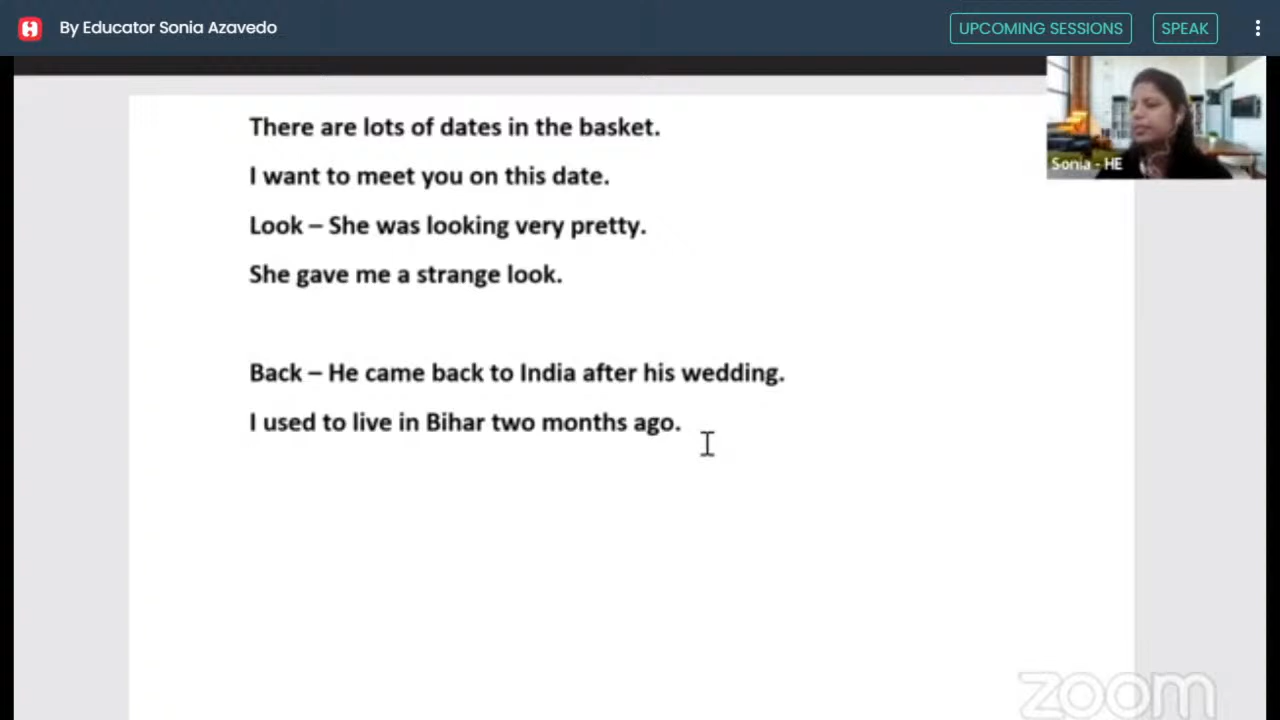 By Educator Sonia Azavedo
UPCOMING SESSIONS
SPEAK
There are lots of dates in the basket.
I want to meet you on this date.
Look – She was looking very pretty.
She gave me a strange look.
Back – He came back to India after his wedding.
I used to live in Bihar two months ago.
Sonia - HE
zoom